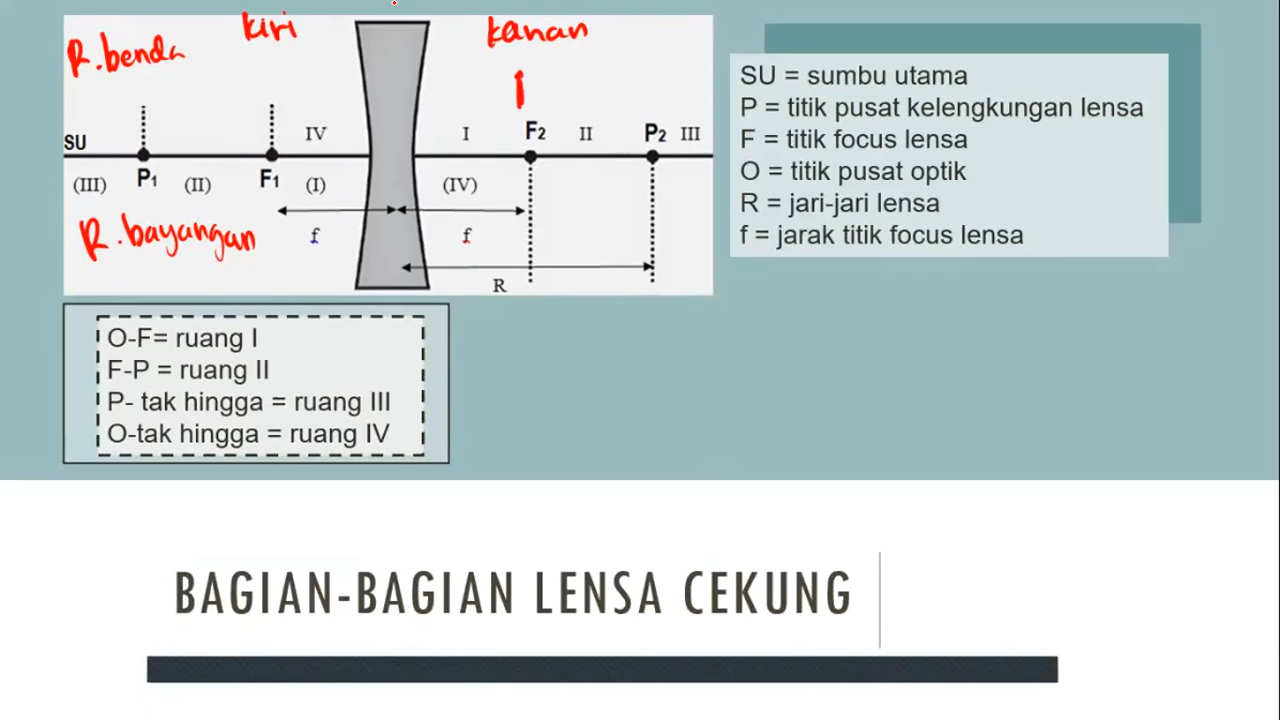 R. benda
kiri
kanan
I
SU
IV
I
F2
II
P2
III
(III)
P1
(II)
F1
(I)
(IV)
R. bayangan
f
f
R
SU = sumbu utama
P = titik pusat kelengkungan lensa
F = titik focus lensa
O = titik pusat optik
R = jari-jari lensa
f = jarak titik focus lensa
O-F= ruang I
F-P = ruang II
P- tak hingga = ruang III
O-tak hingga = ruang IV
BAGIAN-BAGIAN LENSA CEKUNG